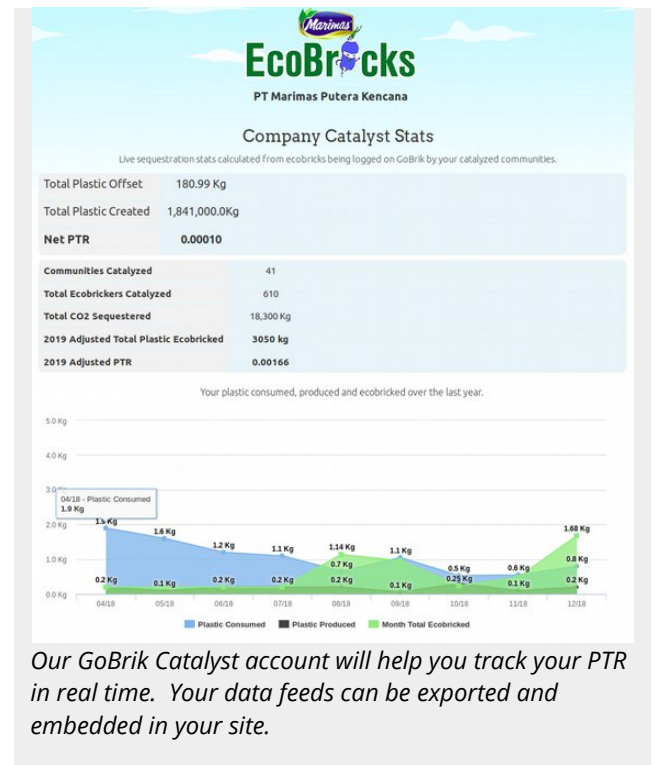 Marimas
EcoBricks
PT Marimas Putera Kencana
Company Catalyst Stats
Live sequestration stats calculated from ecobricks being logged on GoBrik by your catalyzed communities.
Total Plastic Offset 180.99 Kg
Total Plastic Created 1,841,000.0Kg
Net PTR 0.00010
Communities Catalyzed 41
Total Ecobrickers Catalyzed 610
Total CO2 Sequestered 18,300 Kg
2019 Adjusted Total Plastic Ecobricked 3050 kg
2019 Adjusted PTR 0.00166
Your plastic consumed, produced and ecobricked over the last year.
5.0 Kg
4.0 Kg
3.0
04/18 - Plastic Consumed
1.9 Kg
2.0 Kg
1.9 Kg 1.6 Kg 1.2 Kg 1.1 Kg 1.14 Kg 1.1 Kg 0.5 Kg 0.6 Kg 1.68 Kg
1.0 Kg
0.7 Kg 0.8 Kg
0.2 Kg 0.1 Kg 0.2 Kg 0.2 Kg 0.2 Kg 0.1 Kg 0.25 Kg 0.1 Kg 0.2 Kg
0.0 Kg
04/18 05/18 06/18 07/18 08/18 09/18 10/18 11/18 12/18
Plastic Consumed Plastic Produced Month Total Ecobricked
Our GoBrik Catalyst account will help you track your PTR
in real time. Your data feeds can be exported and
embedded in your site.